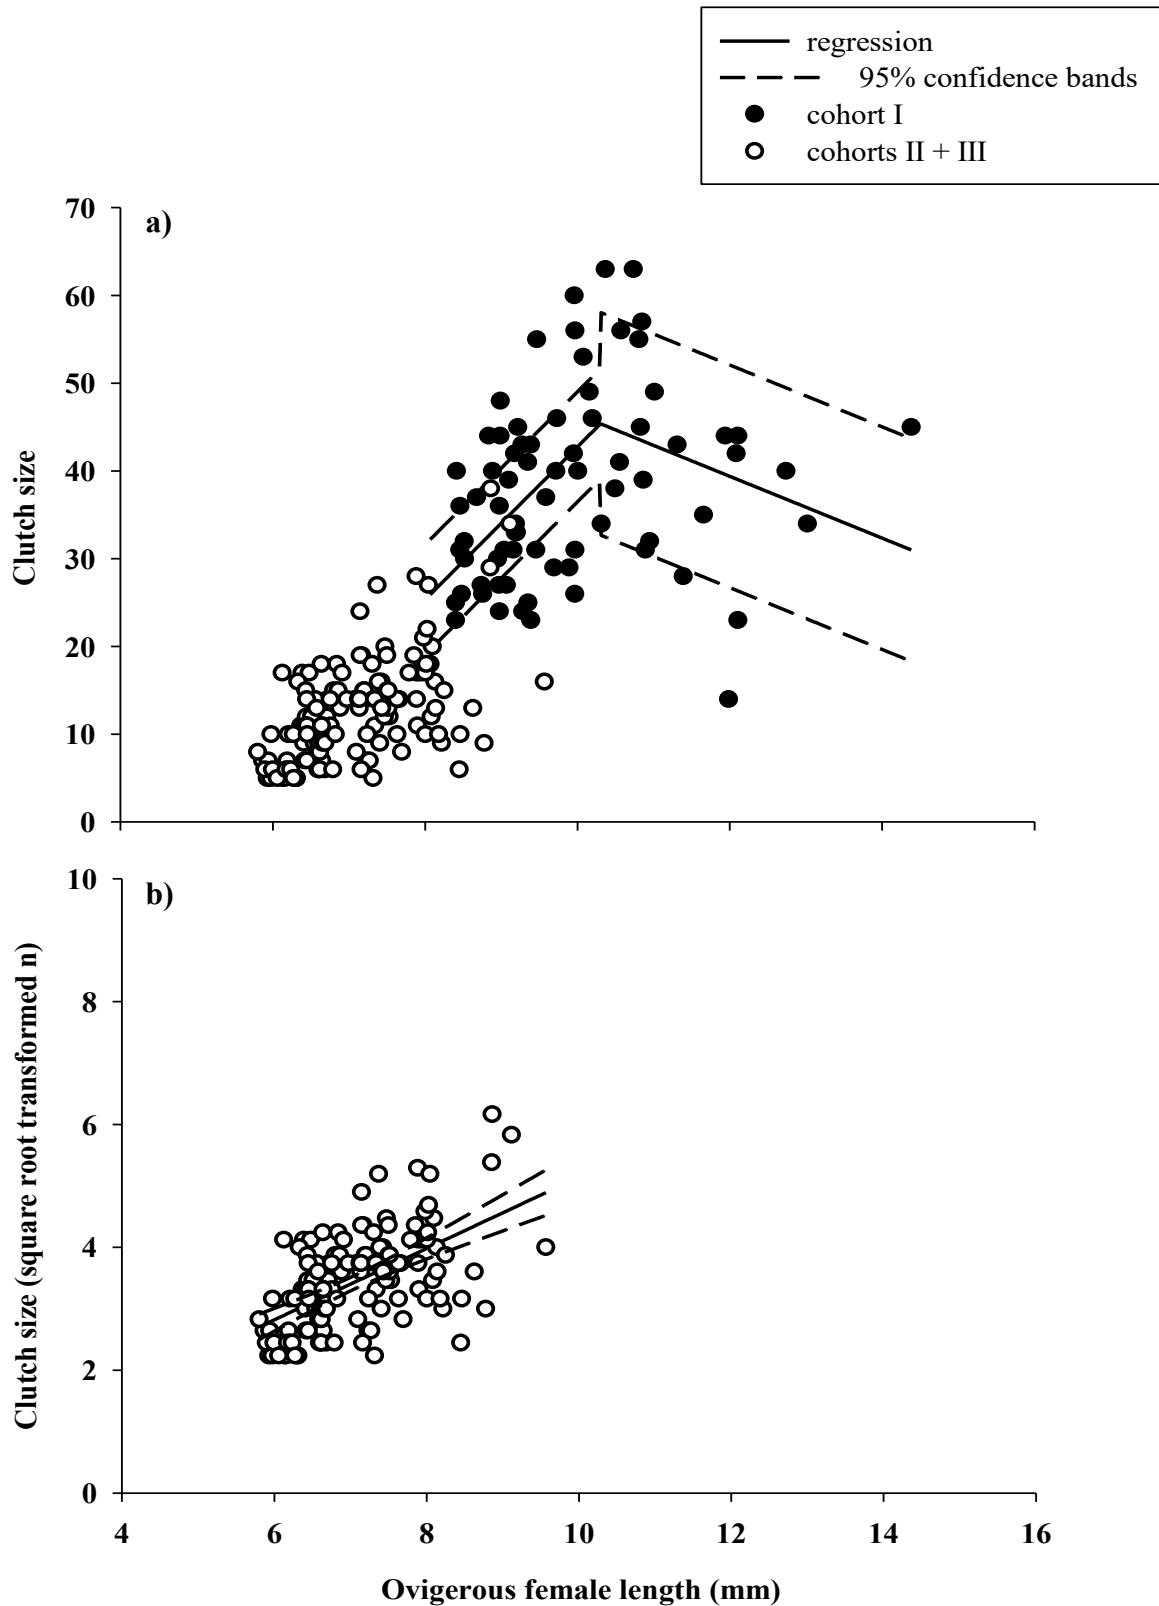 regression
95% confidence bands
cohort I
cohorts II + III
a)
70
60
50
40
30
20
10
0
Clutch size
b)
10
8
6
4
2
0
Clutch size (square root transformed n)
4 6 8 10 12 14 16
Ovigerous female length (mm)